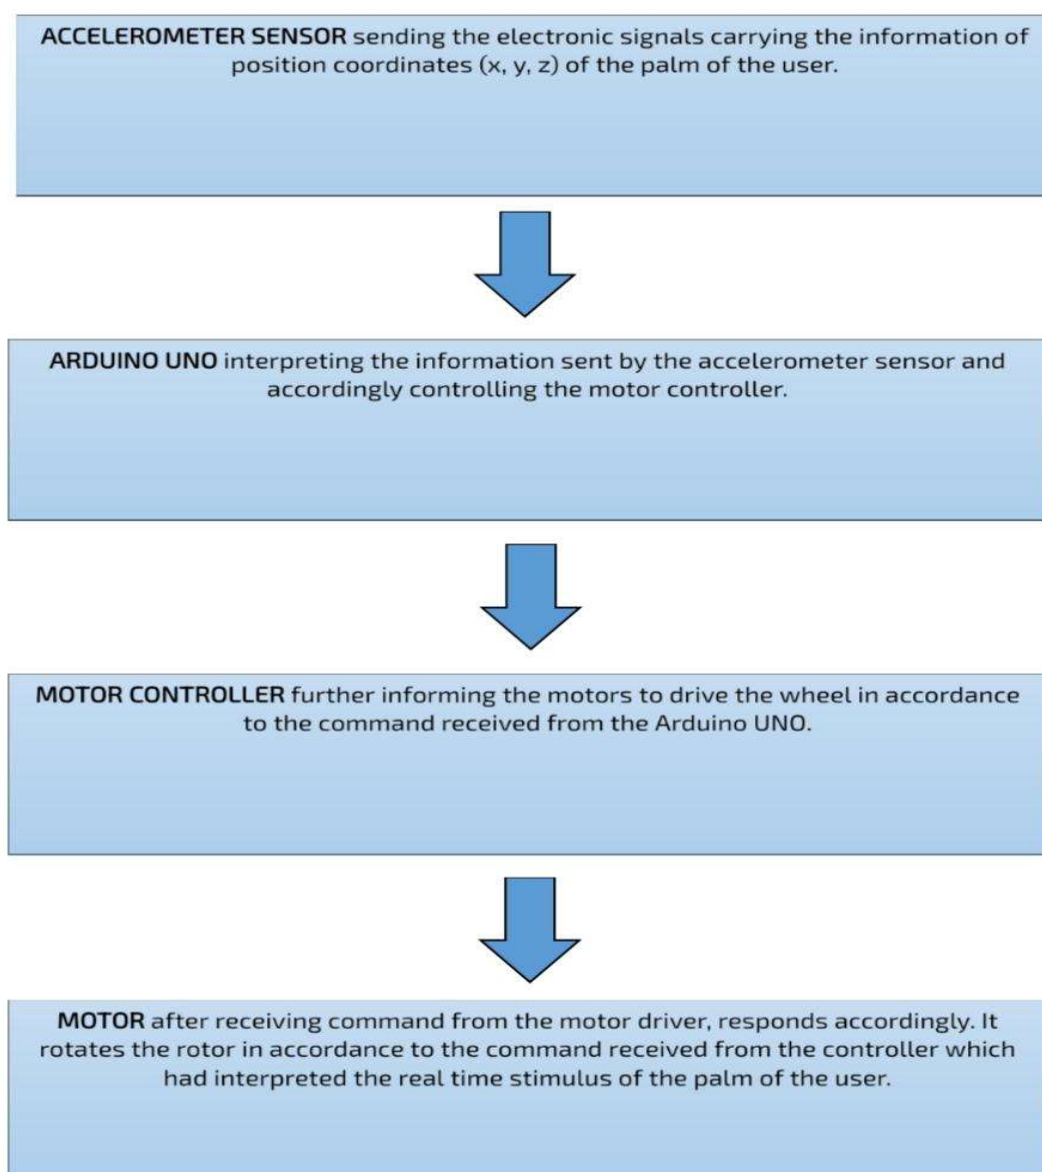 ACCELEROMETER SENSOR sending the electronic signals carrying the information of
position coordinates (x, y, z) of the palm of the user.
ARDUINO UNO interpreting the information sent by the accelerometer sensor and
accordingly controlling the motor controller.
MOTOR CONTROLLER further informing the motors to drive the wheel in accordance
to the command received from the Arduino UNO.
MOTOR after receiving command from the motor driver, responds accordingly. It
rotates the rotor in accordance to the command received from the controller which
had interpreted the real time stimulus of the palm of the user.